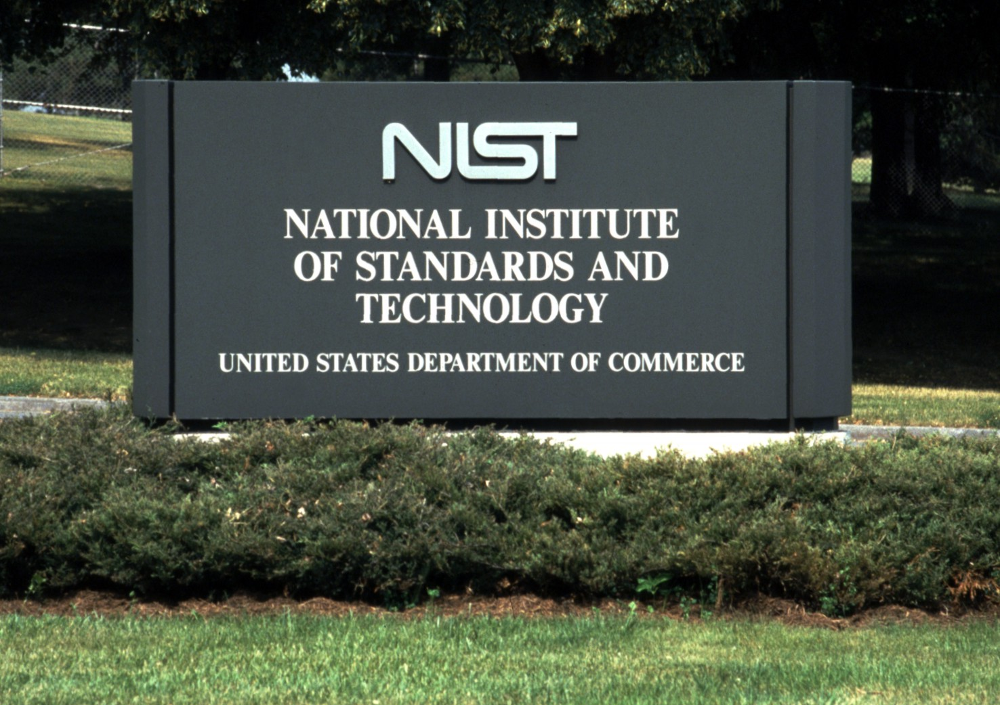 NIST
NATIONAL INSTITUTE
OF STANDARDS AND
TECHNOLOGY
UNITED STATES DEPARTMENT OF COMMERCE